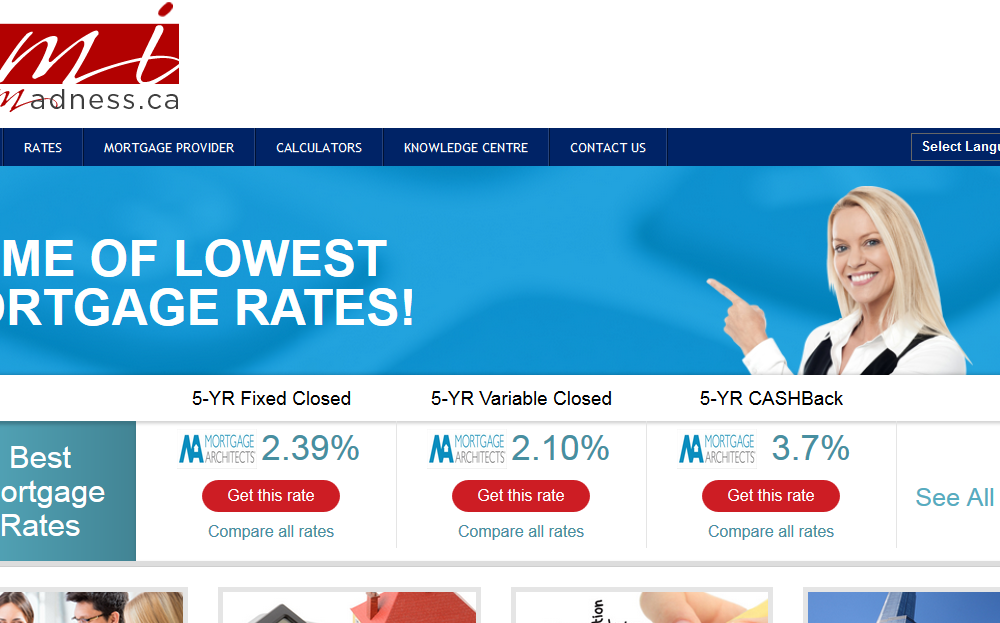 mi
madness.ca
RATES MORTGAGE PROVIDER CALCULATORS KNOWLEDGE CENTRE CONTACT US Select Langu
ME OF LOWEST
ORTGAGE RATES!
5-YR Fixed Closed 5-YR Variable Closed 5-YR CASHBack
Best
ortgage
Rates
MORTGAGE
ARCHITECTS
2.39%
Get this rate
Compare all rates
MORTGAGE
ARCHITECTS
2.10%
Get this rate
Compare all rates
MORTGAGE
ARCHITECTS
3.7%
Get this rate
Compare all rates
See All